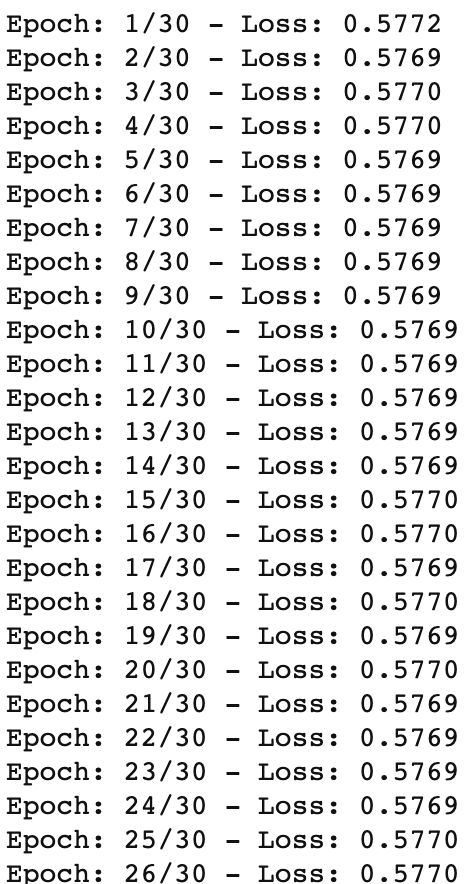 Epoch: 1/30 – Loss: 0.5772
Epoch: 2/30 – Loss: 0.5769
Epoch: 3/30 – Loss: 0.5770
Epoch: 4/30 – Loss: 0.5770
Epoch: 5/30 – Loss: 0.5769
Epoch: 6/30 – Loss: 0.5769
Epoch: 7/30 – Loss: 0.5769
Epoch: 8/30 – Loss: 0.5769
Epoch: 9/30 – Loss: 0.5769
Epoch: 10/30 – Loss: 0.5769
Epoch: 11/30 – Loss: 0.5769
Epoch: 12/30 – Loss: 0.5769
Epoch: 13/30 – Loss: 0.5769
Epoch: 14/30 – Loss: 0.5769
Epoch: 15/30 – Loss: 0.5770
Epoch: 16/30 – Loss: 0.5770
Epoch: 17/30 – Loss: 0.5769
Epoch: 18/30 – Loss: 0.5770
Epoch: 19/30 – Loss: 0.5769
Epoch: 20/30 – Loss: 0.5770
Epoch: 21/30 – Loss: 0.5769
Epoch: 22/30 – Loss: 0.5769
Epoch: 23/30 – Loss: 0.5769
Epoch: 24/30 – Loss: 0.5769
Epoch: 25/30 – Loss: 0.5770
Epoch: 26/30 – Loss: 0.5770